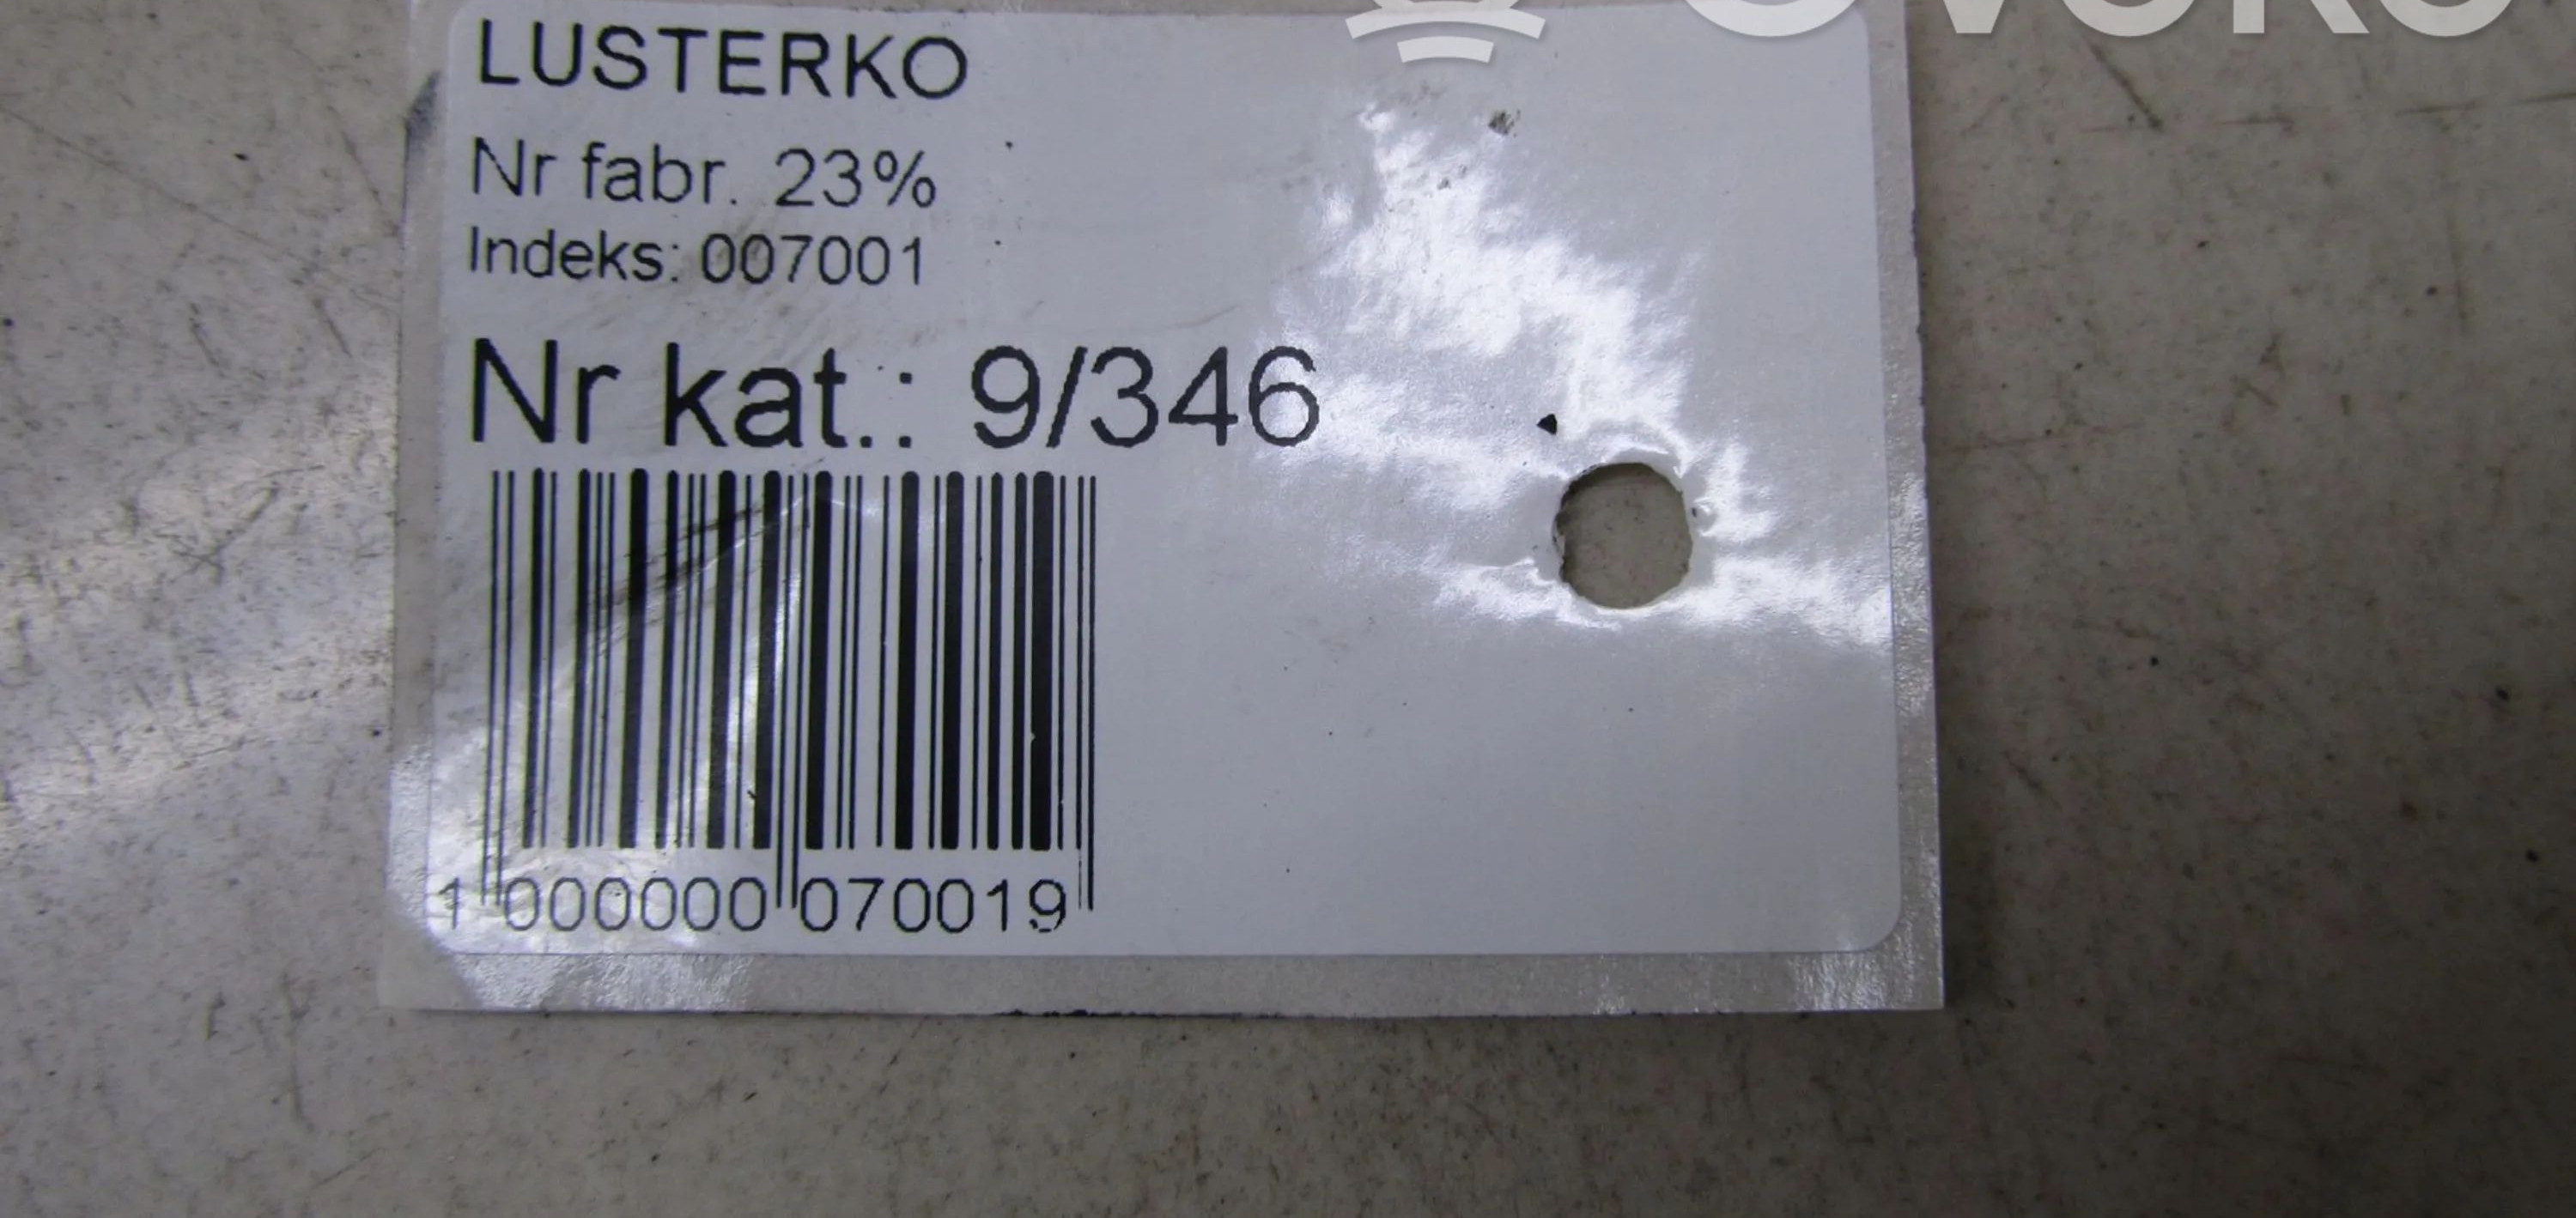 LUSTERKO
Nr fabr. 23%
Indeks: 007001
Nr kat.: 9/346
1 000000 070019